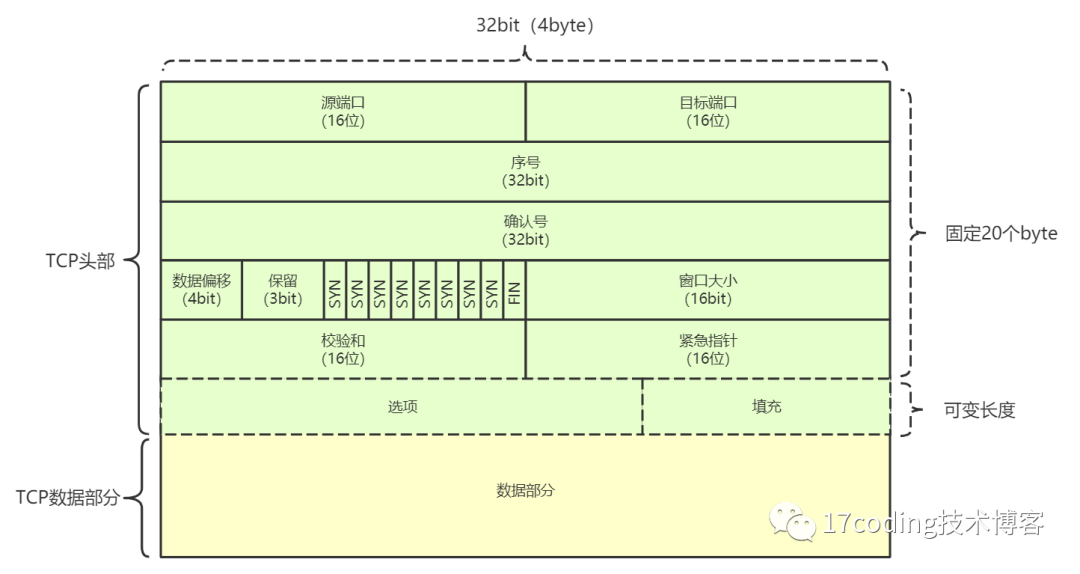 32bit（4byte）
源端口
(16位)
目标端口
(16位)
序号
(32bit)
确认号
(32bit)
TCP头部
固定20个byte
数据偏移
(4bit)
保留
(3bit)
SYN
SYN
SYN
SYN
SYN
SYN
SYN
SYN
FIN
窗口大小
(16bit)
校验和
(16位)
紧急指针
(16位)
选项
填充
可变长度
TCP数据部分
数据部分
17coding技术博客